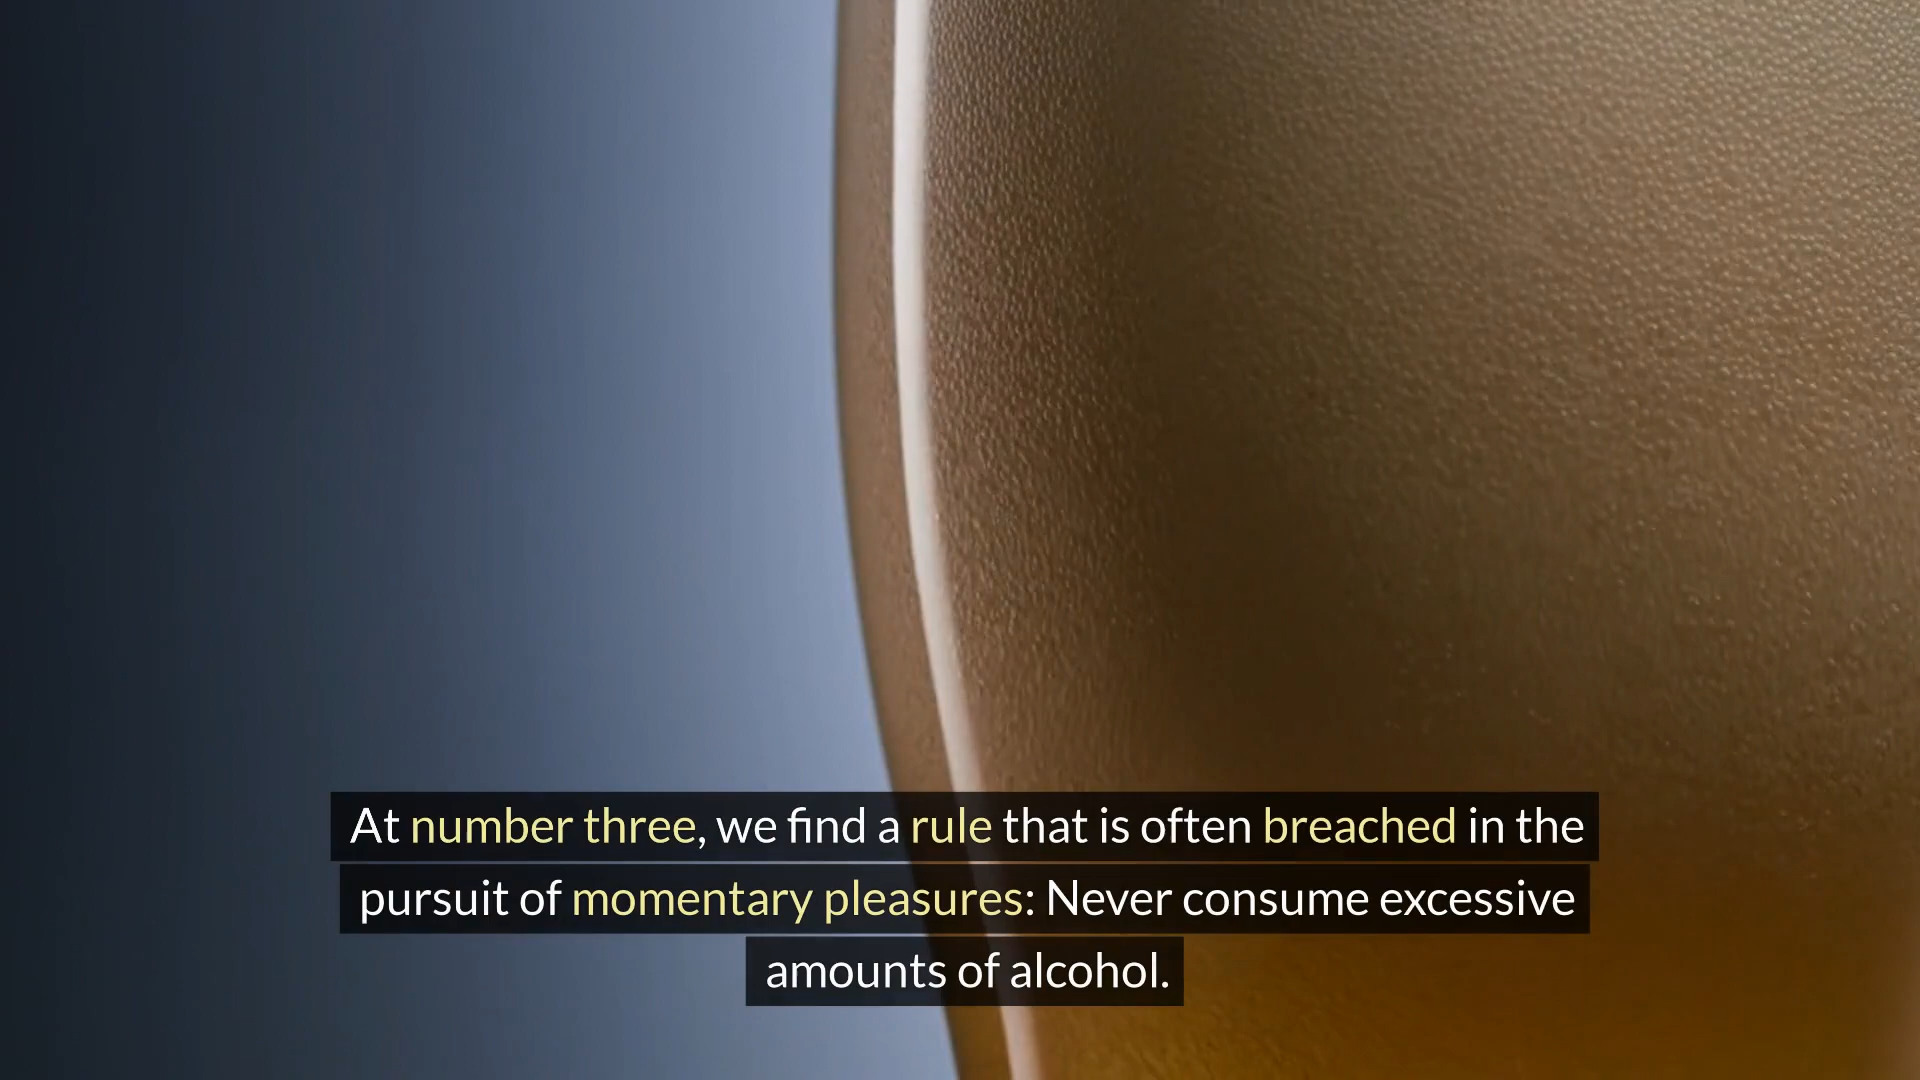 At number three, we find a rule that is often breached in the
pursuit of momentary pleasures: Never consume excessive
amounts of alcohol.